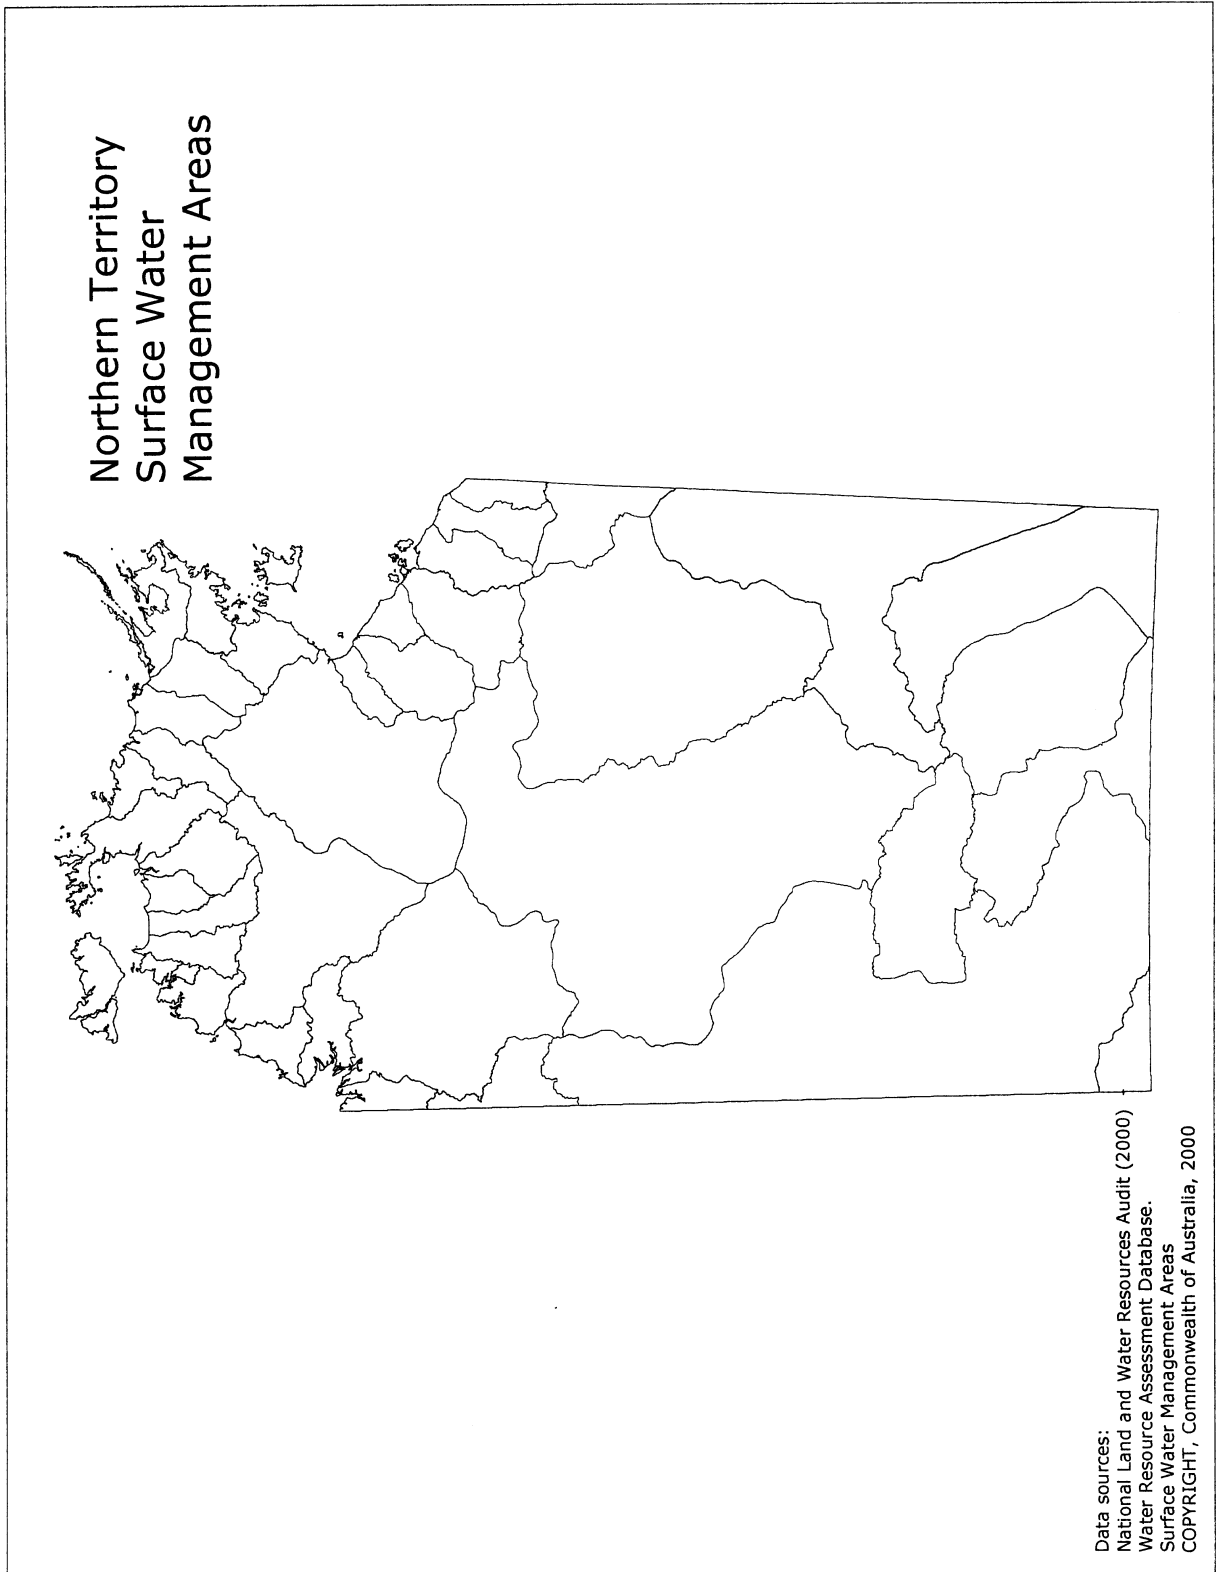 Northern Territory
Surface Water
Management Areas
Data sources:
National Land and Water Resources Audit (2000)
Water Resource Assessment Database.
Surface Water Management Areas
COPYRIGHT, Commonwealth of Australia, 2000